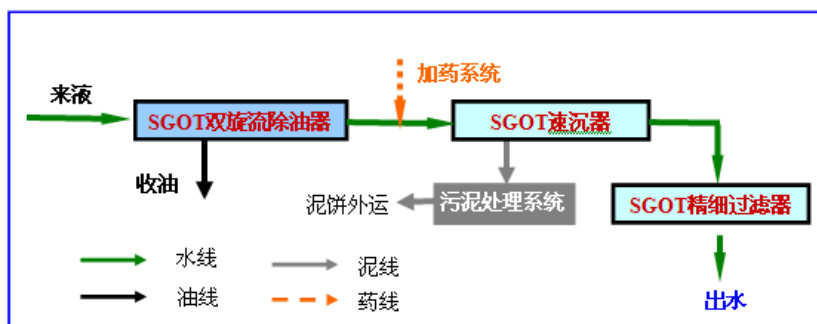 加药系统
来液
SGOT双旋流除油器
SGOT速沉器
收油
泥饼外运
污泥处理系统
SGOT精细过滤器
水线
泥线
油线
药线
出水